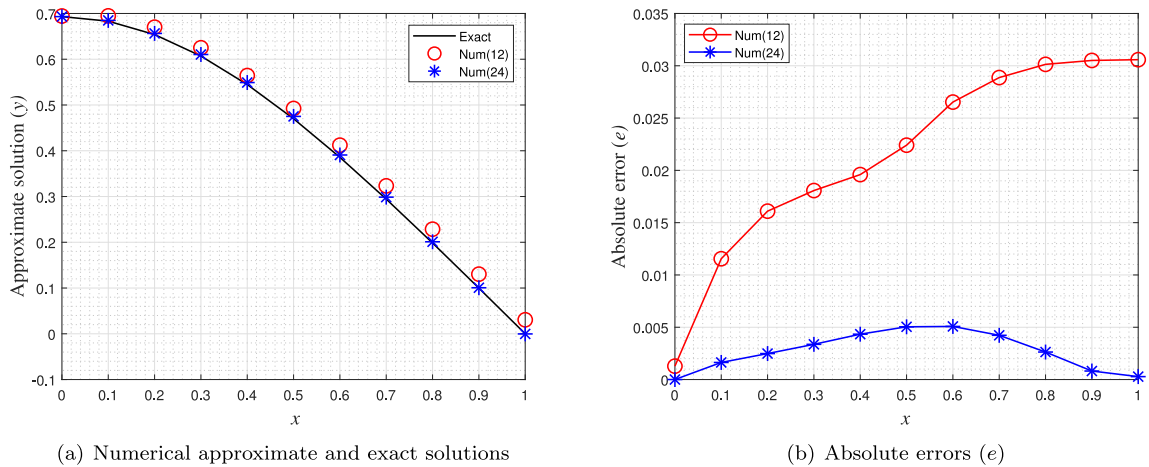 0.7
0.6
0.5
0.4
0.3
0.2
0.1
0
-0.1
Approximate solution (y)
Exact
Num(12)
Num(24)
0 0.1 0.2 0.3 0.4 0.5 0.6 0.7 0.8 0.9 1
x
(a) Numerical approximate and exact solutions
0.035
0.03
0.025
0.02
0.015
0.01
0.005
0
Absolute error (e)
Num(12)
Num(24)
0 0.1 0.2 0.3 0.4 0.5 0.6 0.7 0.8 0.9 1
x
(b) Absolute errors (e)